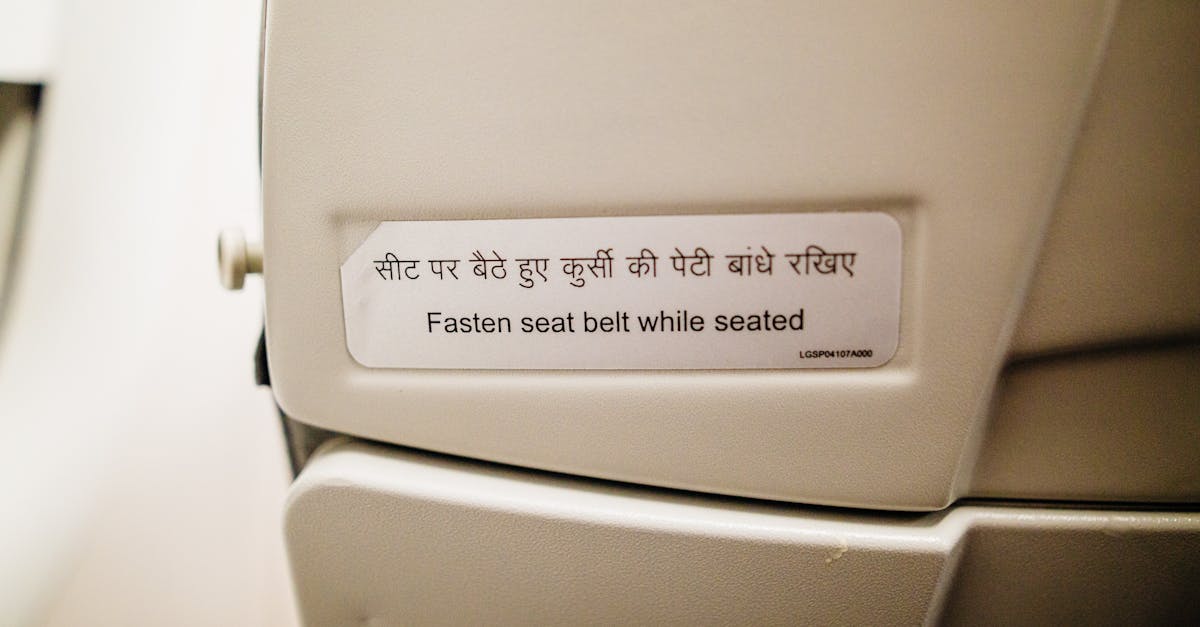 सीट पर बैठे हुए कुर्सी की पेटी बांधे रखिए
Fasten seat belt while seated
LGSP04107A000